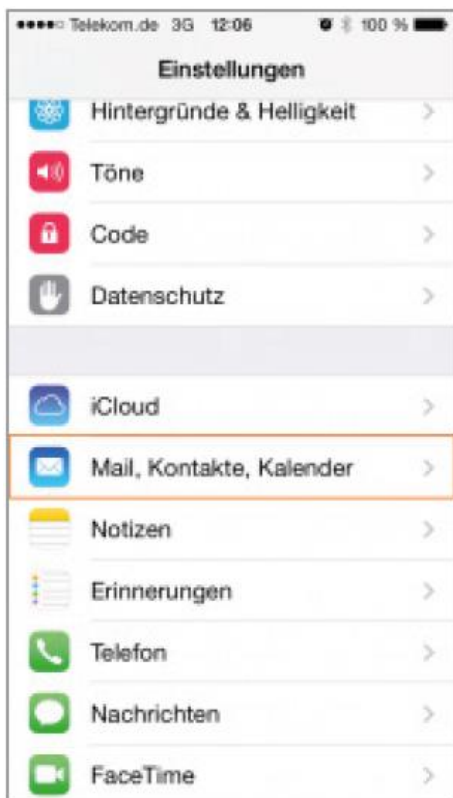 Telekom.de 3G 12:06 100 %
Einstellungen
Hintergründe & Helligkeit
Töne
Code
Datenschutz
iCloud
Mail, Kontakte, Kalender
Notizen
Erinnerungen
Telefon
Nachrichten
FaceTime